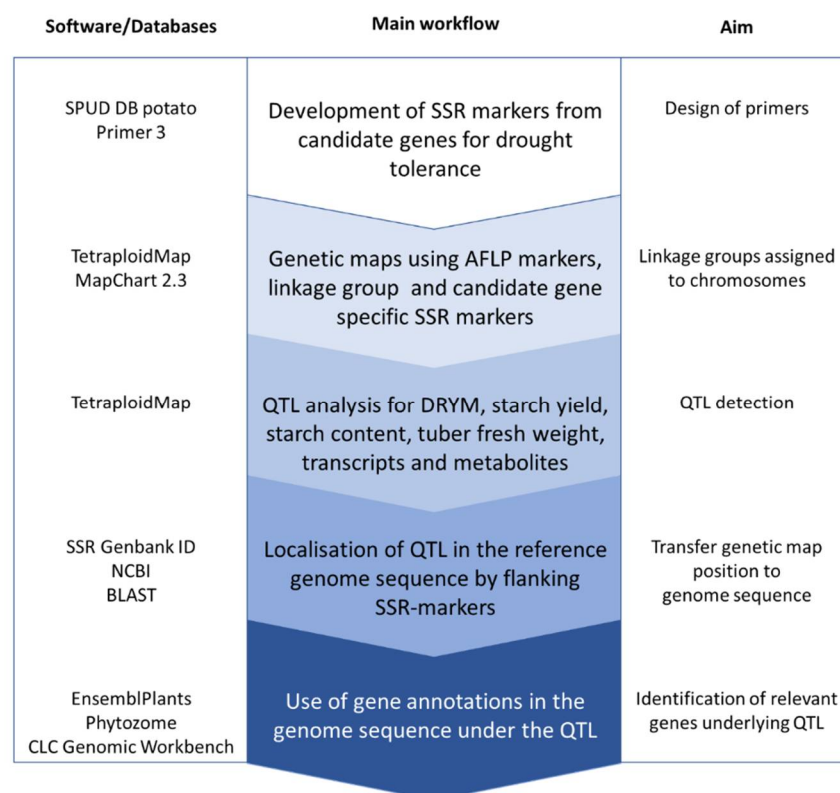 Software/Databases
Main workflow
Aim
SPUD DB potato
Primer 3
Development of SSR markers from
candidate genes for drought
tolerance
Design of primers
TetraploidMap
MapChart 2.3
Genetic maps using AFLP markers,
linkage group and candidate gene
specific SSR markers
Linkage groups assigned
to chromosomes
TetraploidMap
QTL analysis for DRYM, starch yield,
starch content, tuber fresh weight,
transcripts and metabolites
QTL detection
SSR Genbank ID
NCBI
BLAST
Localisation of QTL in the reference
genome sequence by flanking
SSR-markers
Transfer genetic map
position to
genome sequence
EnsemblPlants
Phytozome
CLC Genomic Workbench
Use of gene annotations in the
genome sequence under the QTL
Identification of relevant
genes underlying QTL